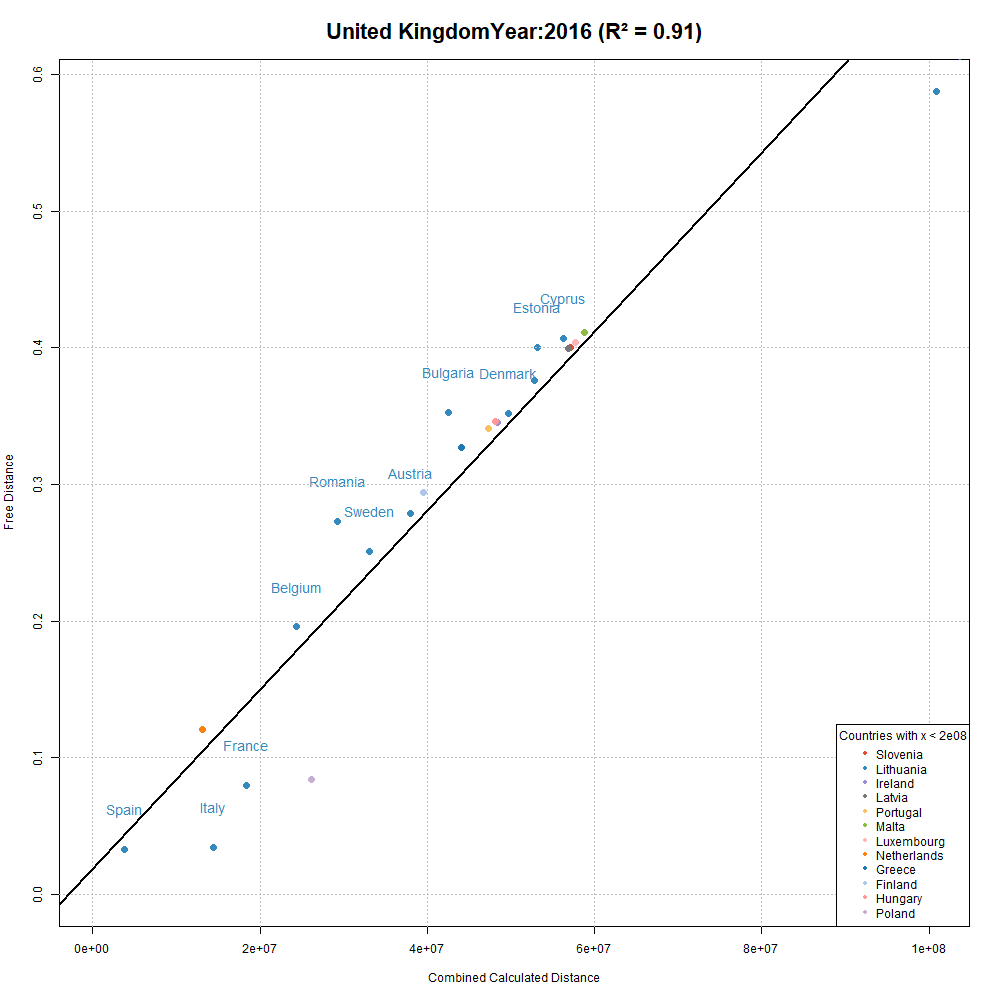 United KingdomYear:2016 (R² = 0.91)
Free Distance
0.6
0.5
0.4
0.3
0.2
0.1
0.0
Cyprus
Estonia
Bulgaria
Denmark
Austria
Romania
Sweden
Belgium
France
Italy
Spain
Countries with x < 2e08
Slovenia
Lithuania
Ireland
Latvia
Portugal
Malta
Luxembourg
Netherlands
Greece
Finland
Hungary
Poland
0e+00
2e+07
4e+07
6e+07
8e+07
1e+08
Combined Calculated Distance